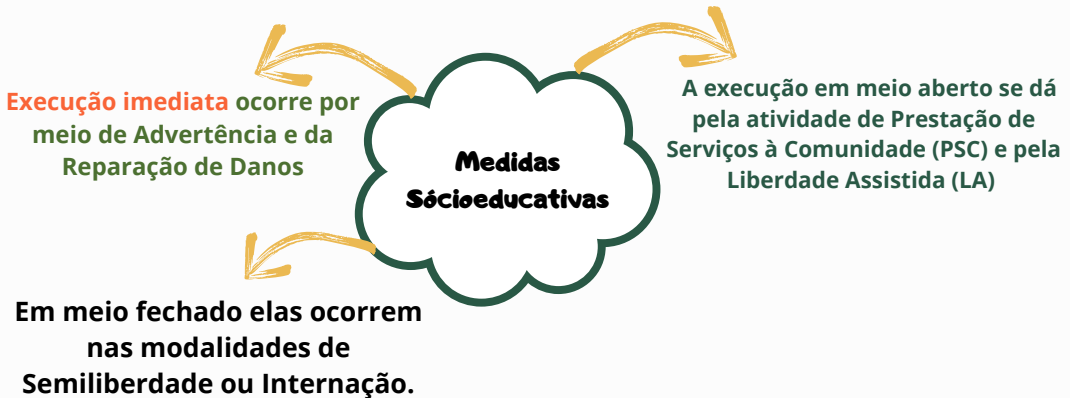 Execução imediata ocorre por
meio de Advertência e da
Reparação de Danos
A execução em meio aberto se dá
pela atividade de Prestação de
Serviços à Comunidade (PSC) e pela
Liberdade Assistida (LA)
Medidas
Sócioeducativas
Em meio fechado elas ocorrem
nas modalidades de
Semiliberdade ou Internação.